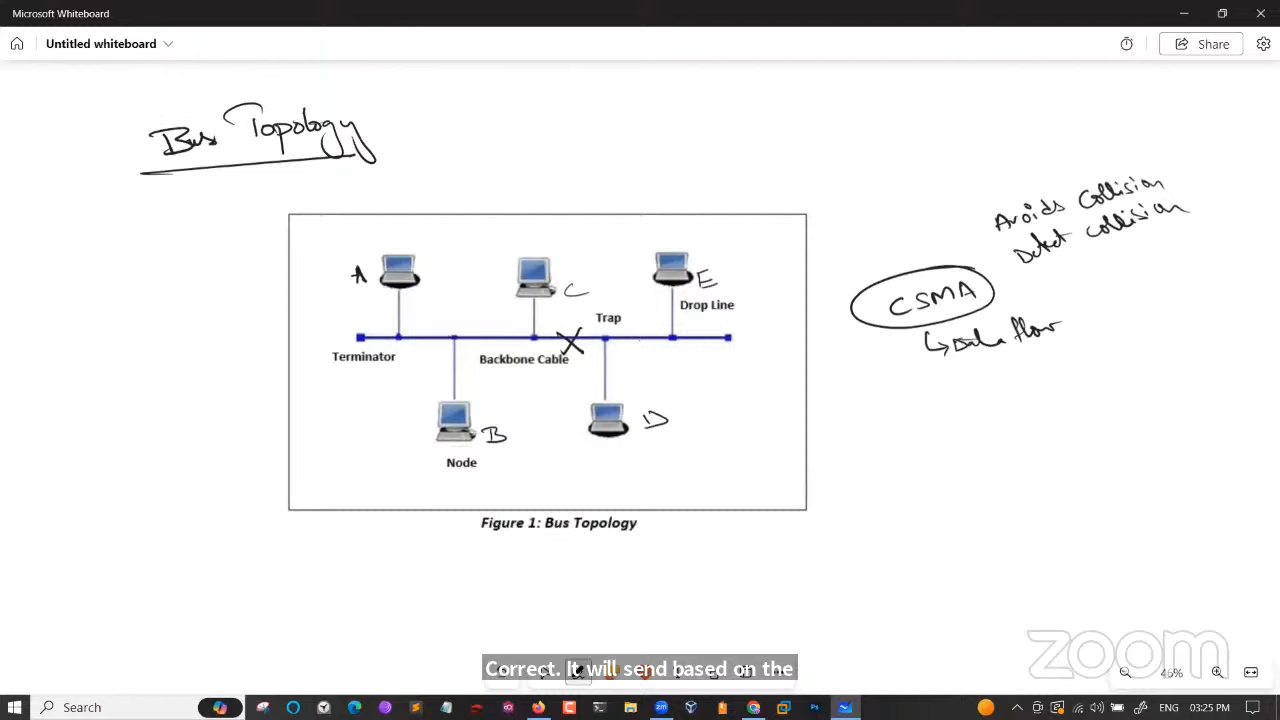 Microsoft Whiteboard
Untitled whiteboard
Share
Bus Topology
Avoids Collision
Detect Collision
CSMA
↳ Data flow
A
C
E
Drop Line
Trap
Terminator
Backbone Cable
B
D
Node
Figure 1: Bus Topology
zoom
Correct. It will send based on the
46%
Search
ENG
03:25 PM